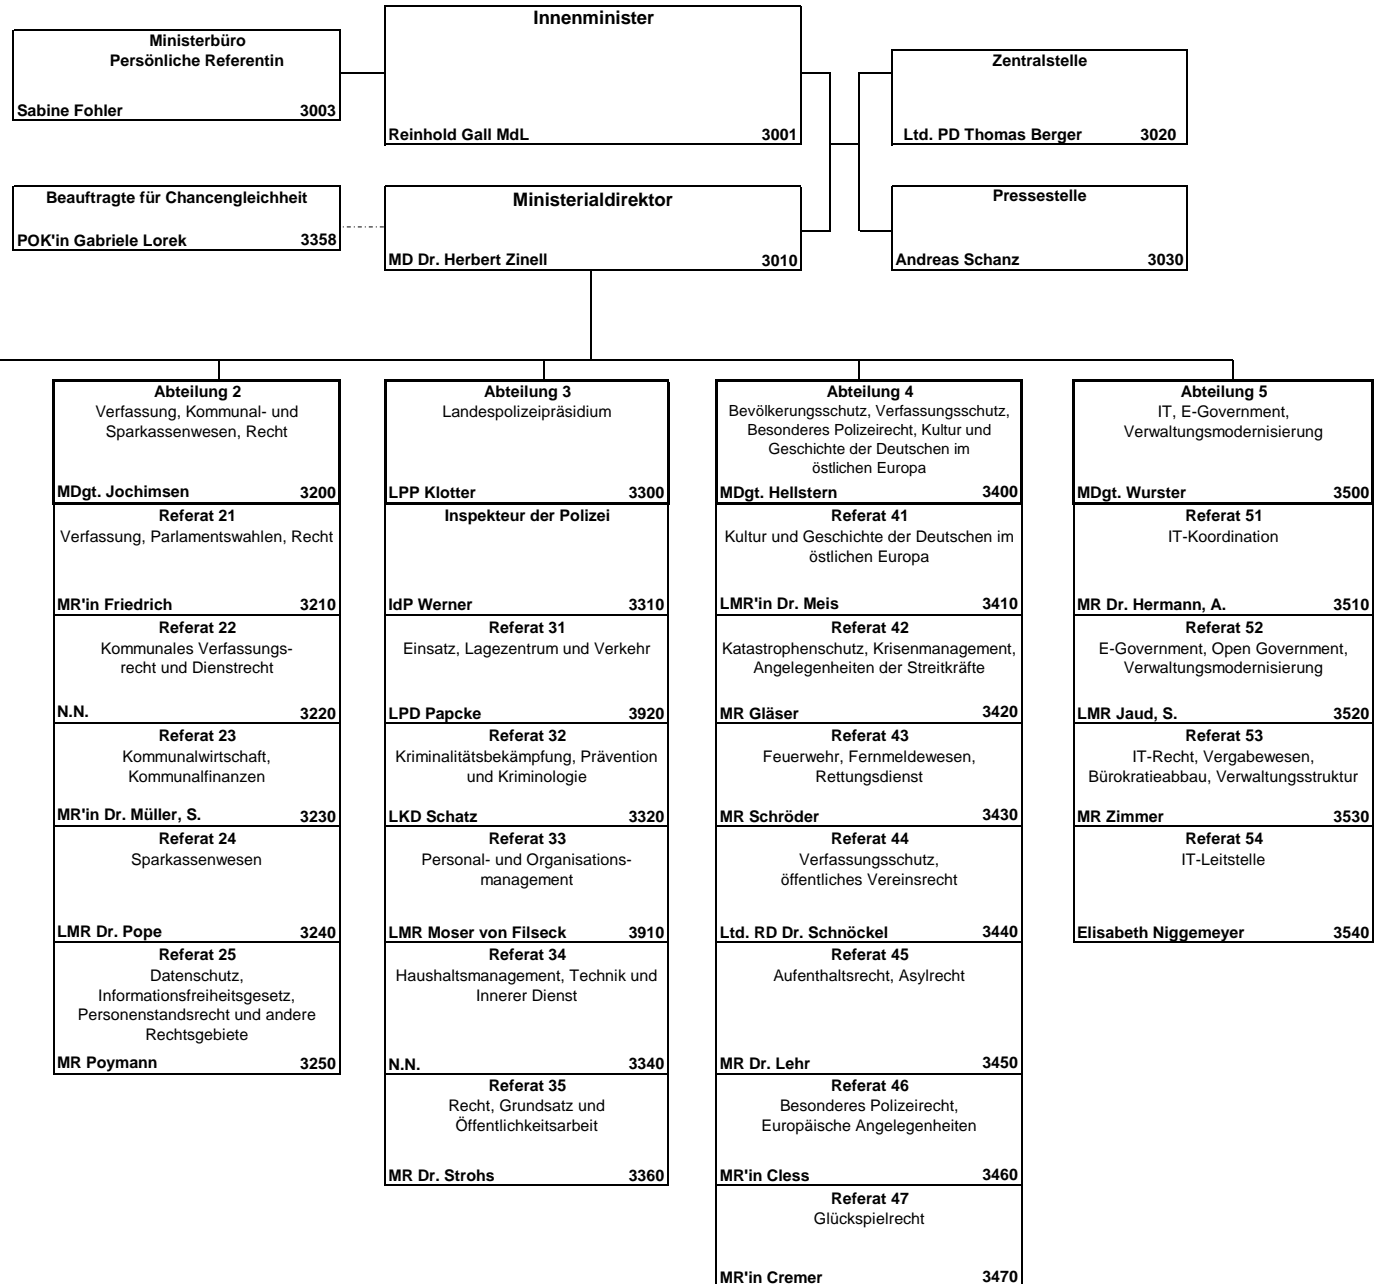 Innenminister
Reinhold Gall MdL 3001
Ministerbüro
Persönliche Referentin
Sabine Fohler 3003
Zentralstelle
Ltd. PD Thomas Berger 3020
Beauftragte für Chancengleichheit
POK'in Gabriele Lorek 3358
Ministerialdirektor
MD Dr. Herbert Zinell 3010
Pressestelle
Andreas Schanz 3030
Abteilung 2
Verfassung, Kommunal- und
Sparkassenwesen, Recht
MDgt. Jochimsen 3200
Referat 21
Verfassung, Parlamentswahlen, Recht
MR'in Friedrich 3210
Referat 22
Kommunales Verfassungs-
recht und Dienstrecht
N.N. 3220
Referat 23
Kommunalwirtschaft,
Kommunalfinanzen
MR'in Dr. Müller, S. 3230
Referat 24
Sparkassenwesen
LMR Dr. Pope 3240
Referat 25
Datenschutz,
Informationsfreiheitsgesetz,
Personenstandsrecht und andere
Rechtsgebiete
MR Poymann 3250
Abteilung 3
Landespolizeipräsidium
LPP Klotter 3300
Inspekteur der Polizei
IdP Werner 3310
Referat 31
Einsatz, Lagezentrum und Verkehr
LPD Papcke 3920
Referat 32
Kriminalitätsbekämpfung, Prävention
und Kriminologie
LKD Schatz 3320
Referat 33
Personal- und Organisations-
management
LMR Moser von Filseck 3910
Referat 34
Haushaltsmanagement, Technik und
Innerer Dienst
N.N. 3340
Referat 35
Recht, Grundsatz und
Öffentlichkeitsarbeit
MR Dr. Strohs 3360
Abteilung 4
Bevölkerungsschutz, Verfassungsschutz,
Besonderes Polizeirecht, Kultur und
Geschichte der Deutschen im
östlichen Europa
MDgt. Hellstern 3400
Referat 41
Kultur und Geschichte der Deutschen im
östlichen Europa
LMR'in Dr. Meis 3410
Referat 42
Katastrophenschutz, Krisenmanagement,
Angelegenheiten der Streitkräfte
MR Gläser 3420
Referat 43
Feuerwehr, Fernmeldewesen,
Rettungsdienst
MR Schröder 3430
Referat 44
Verfassungsschutz,
öffentliches Vereinsrecht
Ltd. RD Dr. Schnöckel 3440
Referat 45
Aufenthaltsrecht, Asylrecht
MR Dr. Lehr 3450
Referat 46
Besonderes Polizeirecht,
Europäische Angelegenheiten
MR'in Cless 3460
Referat 47
Glückspielrecht
MR'in Cremer 3470
Abteilung 5
IT, E-Government,
Verwaltungsmodernisierung
MDgt. Wurster 3500
Referat 51
IT-Koordination
MR Dr. Hermann, A. 3510
Referat 52
E-Government, Open Government,
Verwaltungsmodernisierung
LMR Jaud, S. 3520
Referat 53
IT-Recht, Vergabewesen,
Bürokratieabbau, Verwaltungsstruktur
MR Zimmer 3530
Referat 54
IT-Leitstelle
Elisabeth Niggemeyer 3540